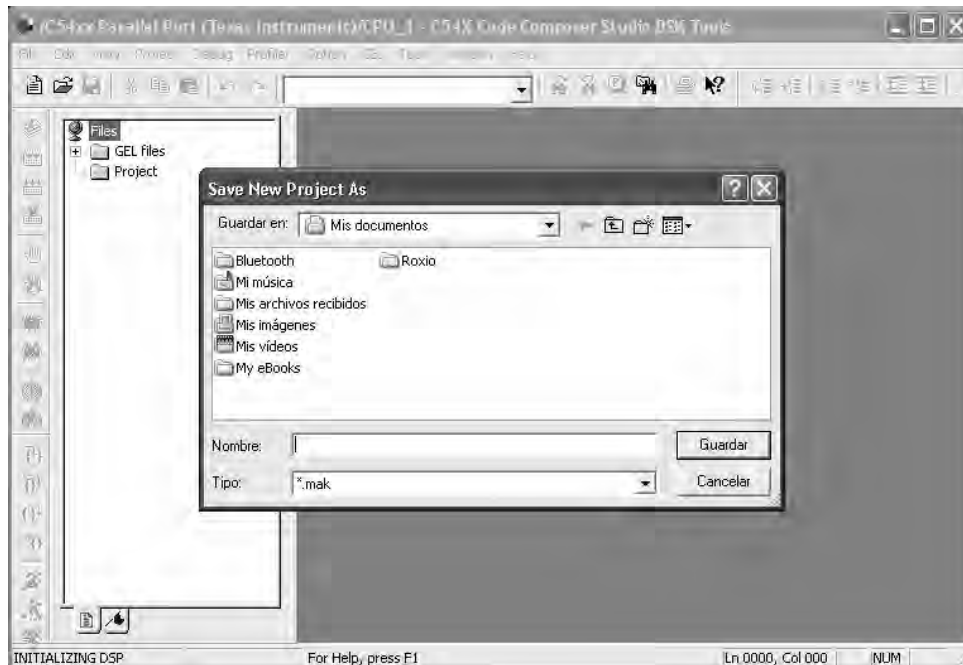 (C54xx Parallel Port (Texas Instruments)/CPU_1 - C54X Code Composer Studio DSK Tools
Debug Profile
Files
GEL files
Project
Save New Project As
Guardar en: Mis documentos
Bluetooth Roxio
Mi música
Mis archivos recibidos
Mis imágenes
Mis vídeos
My eBooks
Nombre: Guardar
Tipo: *.mak Cancelar
INITIALIZING DSP For Help, press F1 Ln 0000, Col 000 NUM